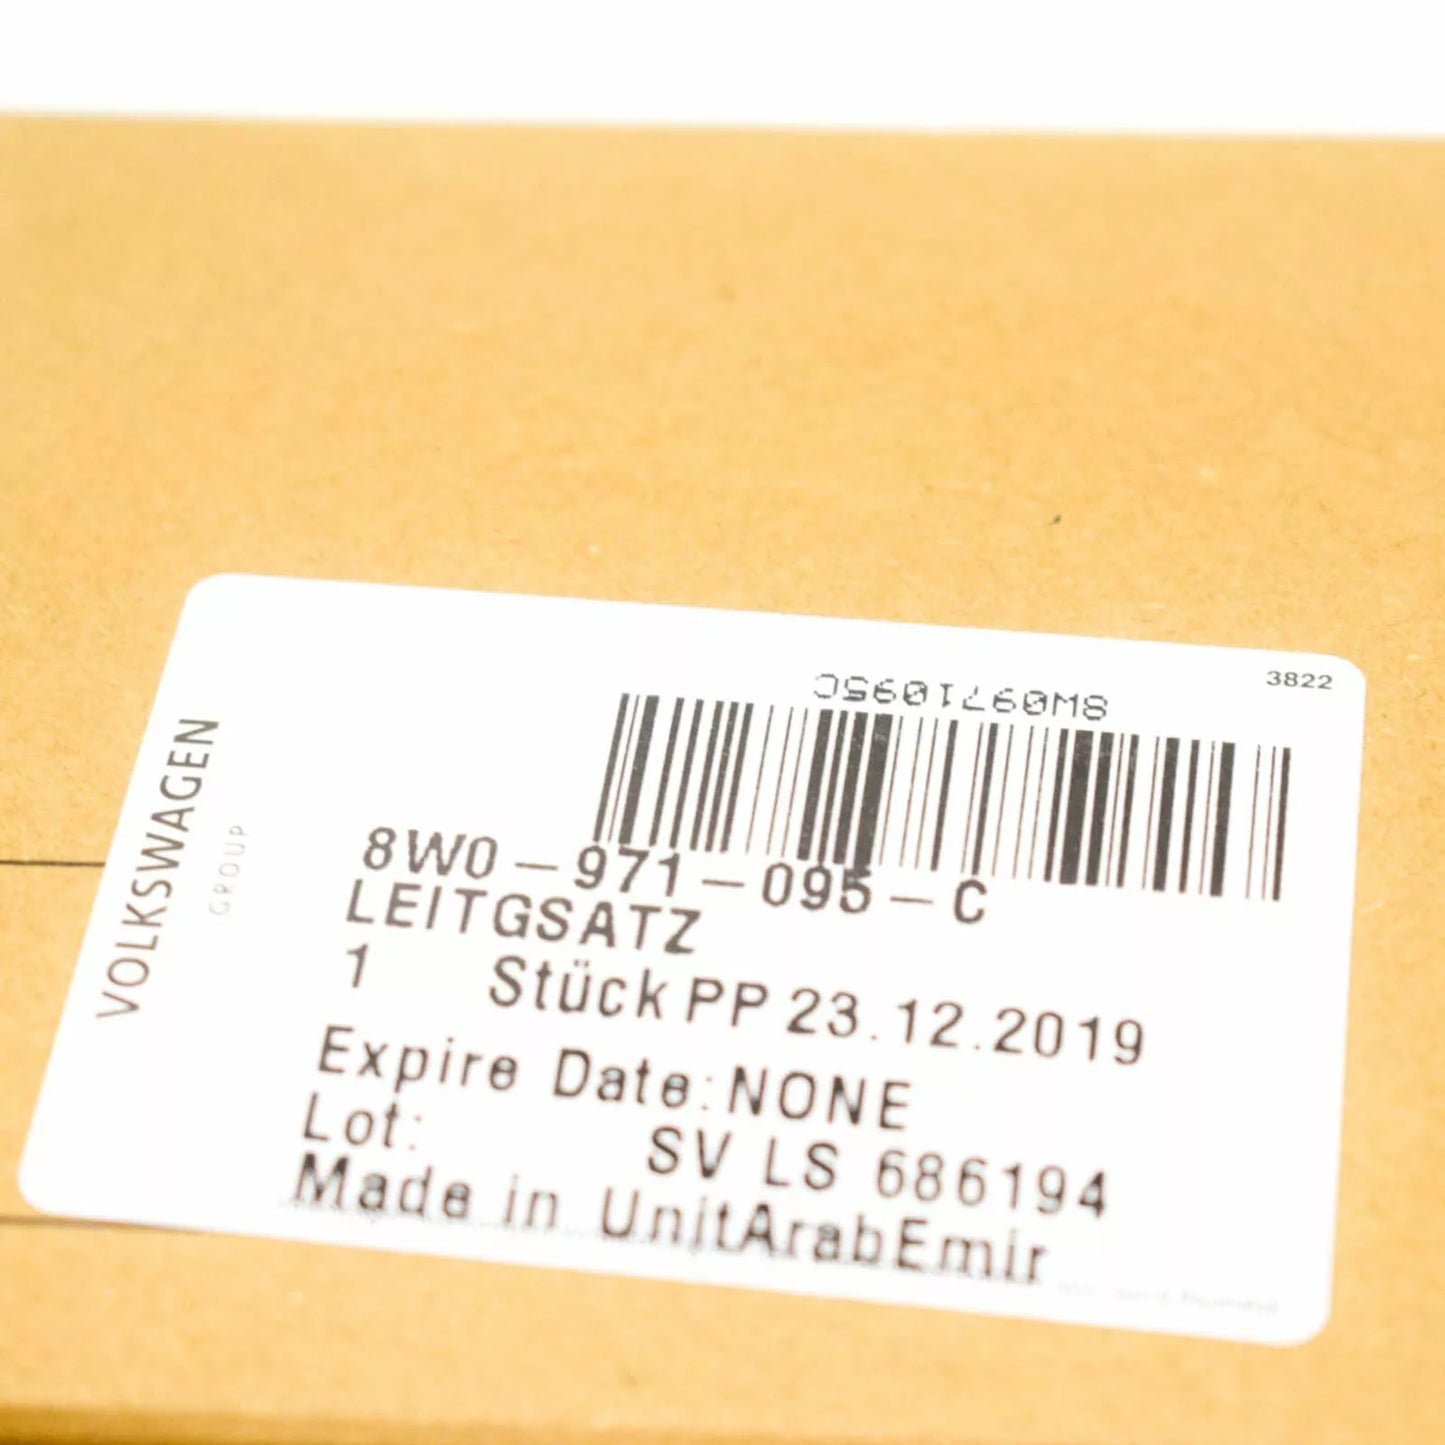 3822
8W0971095C
VOLKSWAGEN
GROUP
8W0-971-095-C
LEITGSATZ
1 Stück PP 23.12.2019
Expire Date:NONE
Lot: SV LS 686194
Made in UnitArabEmir